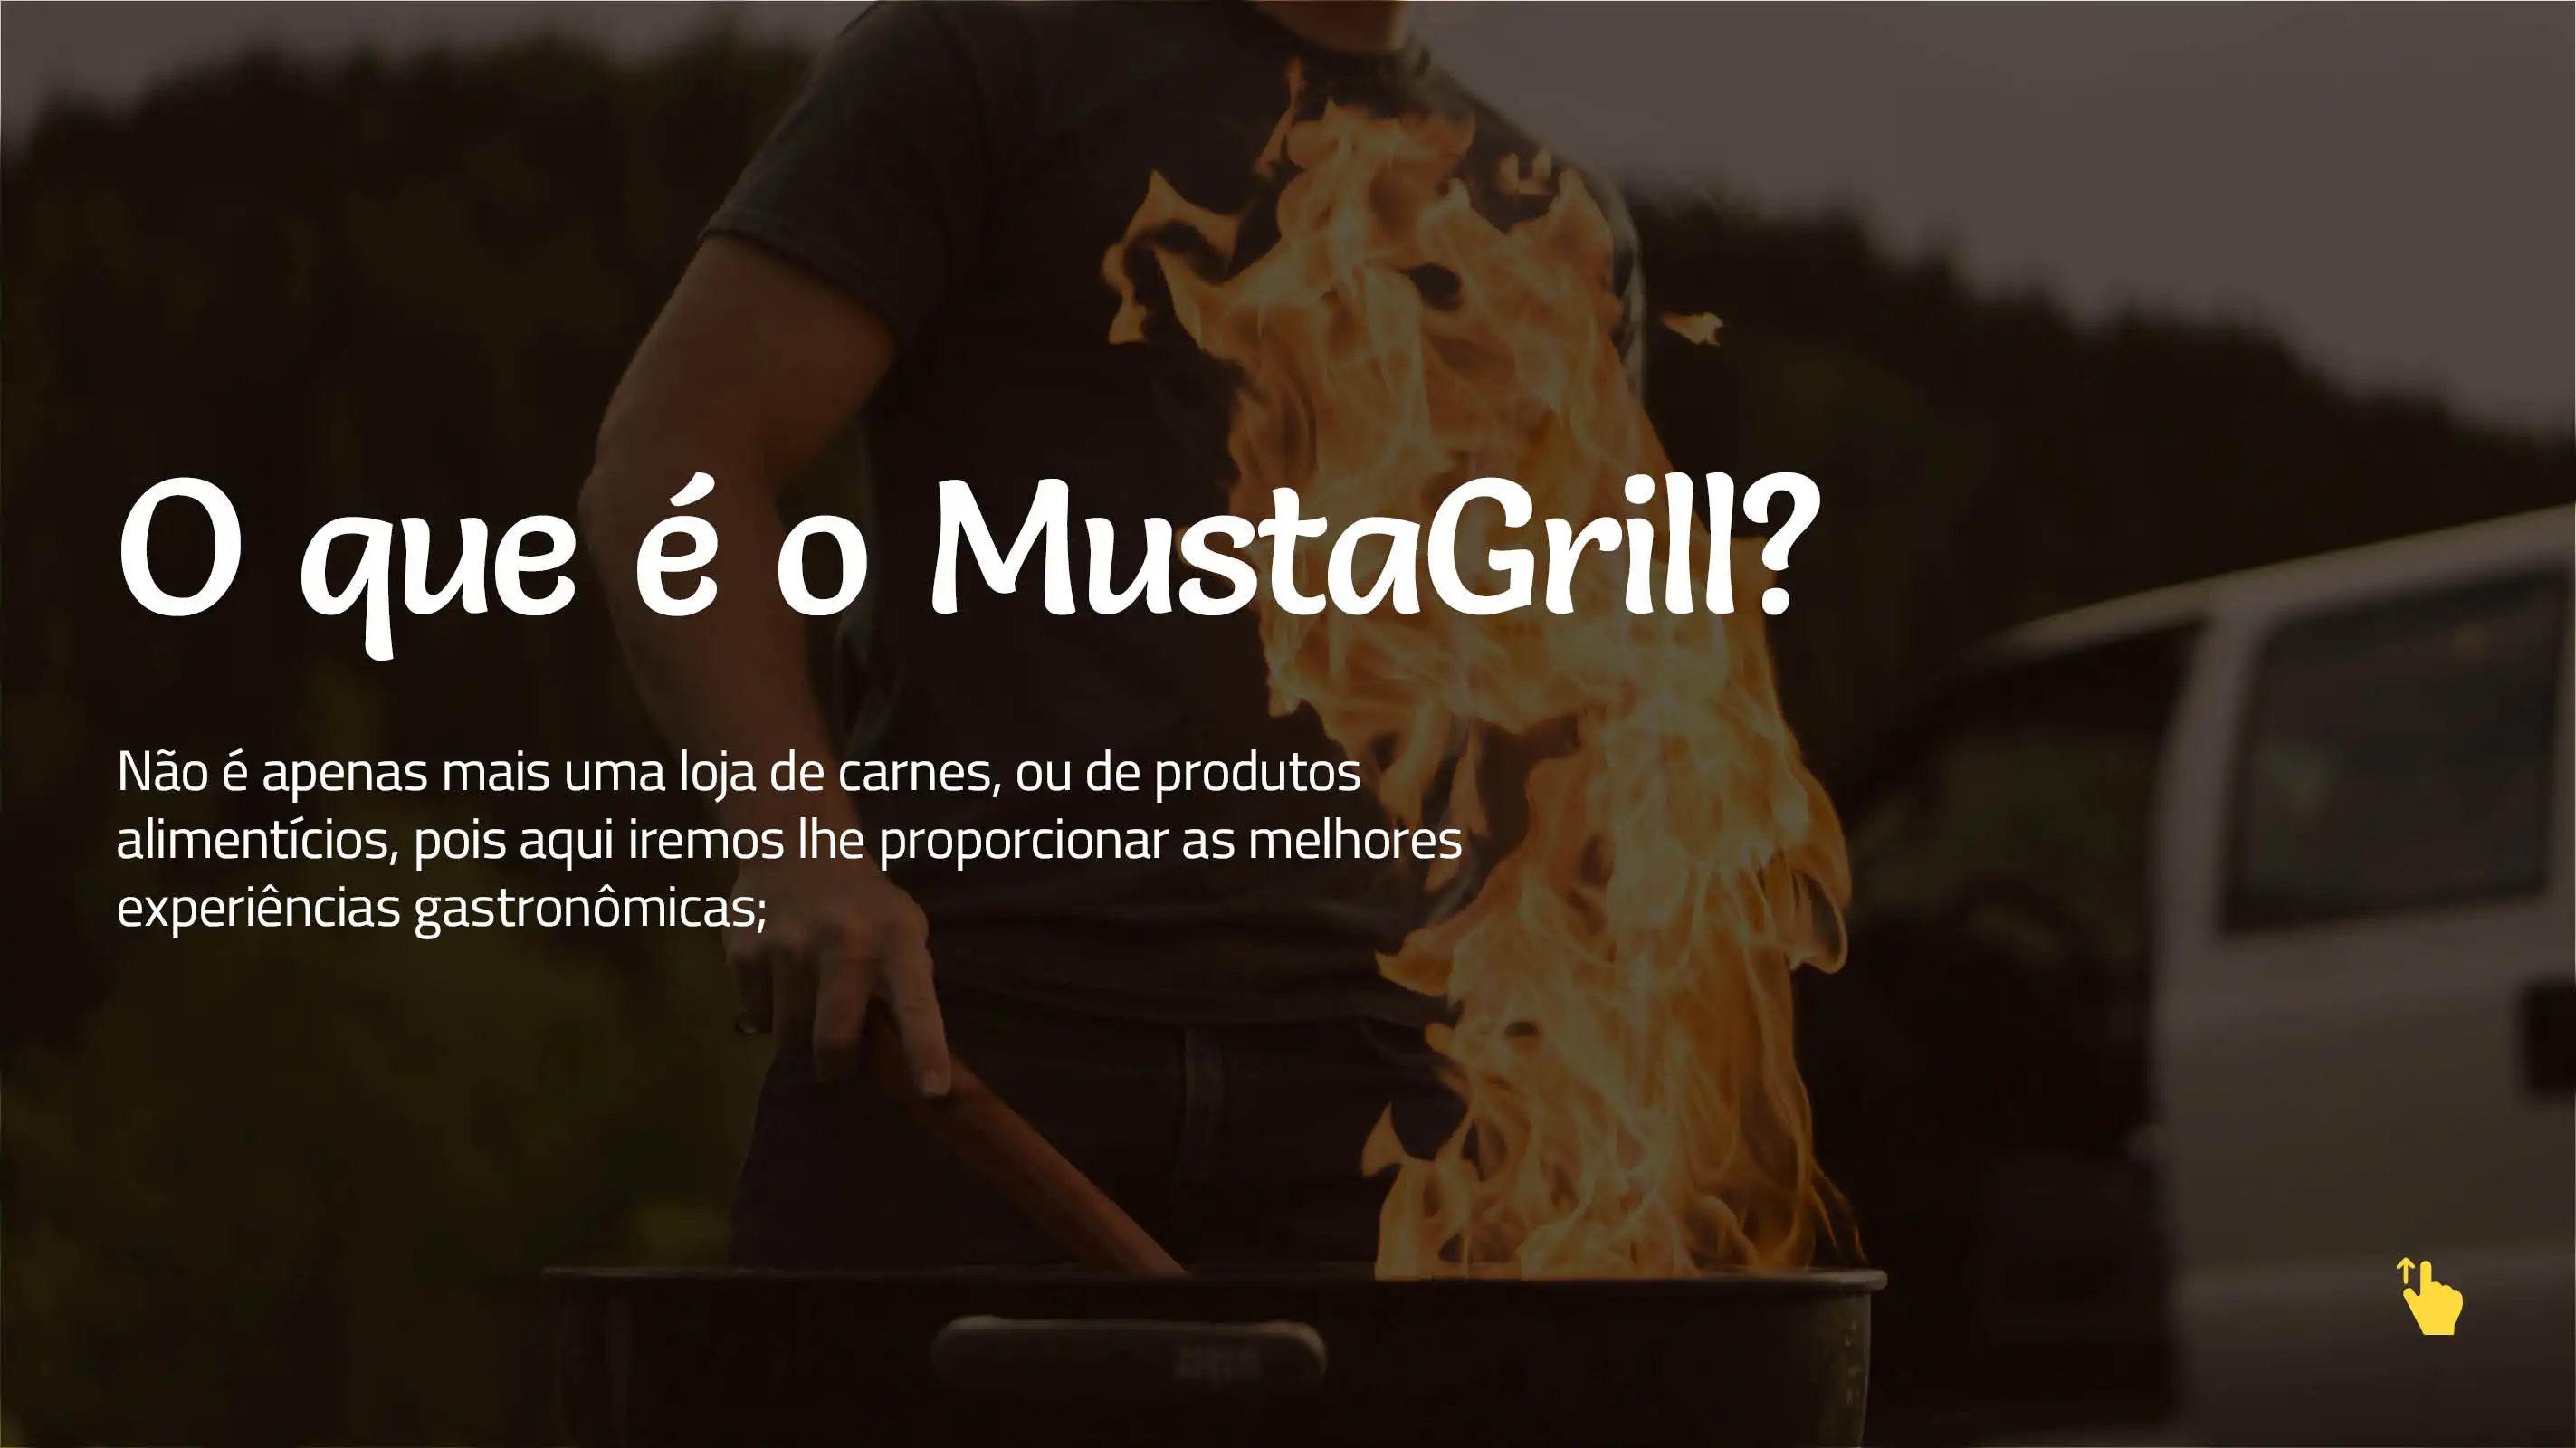 O que é o MustaGrill?
Não é apenas mais uma loja de carnes, ou de produtos
alimentícios, pois aqui iremos lhe proporcionar as melhores
experiências gastronômicas;